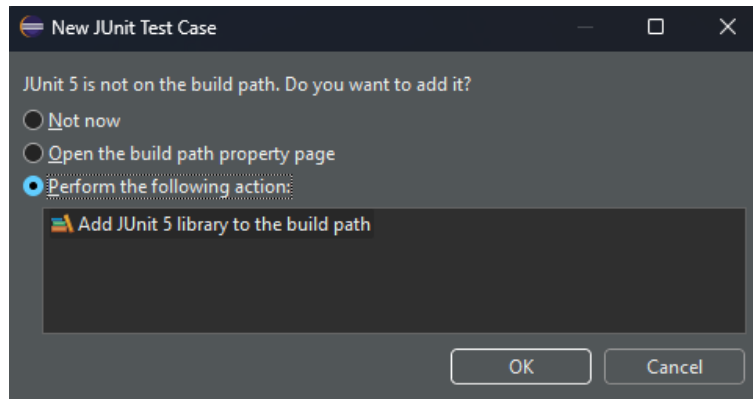 New JUnit Test Case
JUnit 5 is not on the build path. Do you want to add it?
Not now
Open the build path property page
Perform the following action:
Add JUnit 5 library to the build path
OK
Cancel